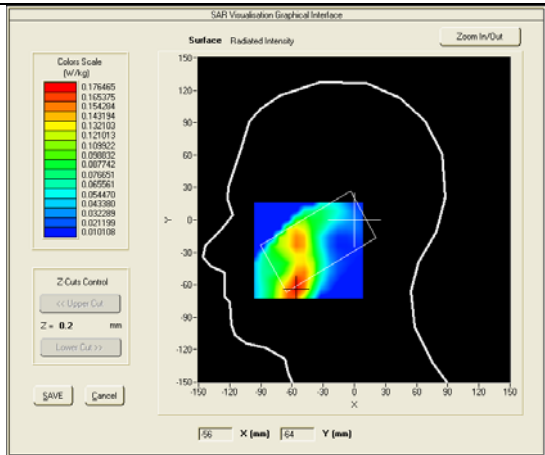 SAR Visualisation Graphical Interface
Surface Radiated Intensity
Zoom In/Out
Colors Scale
(W/kg)
0.176465
0.165375
0.154284
0.143194
0.132103
0.121013
0.109922
0.098832
0.087742
0.076651
0.065561
0.054470
0.043380
0.032289
0.021199
0.010108
150
120
90
60
30
0
-30
-60
-90
-120
-150
Y
-150 -120 -90 -60 -30 0 30 60 90 120 150
X
Z Cuts Control
<< Upper Cut
Z = 0.2 mm
Lower Cut >>
SAVE Cancel
-56 X (mm) -64 Y (mm)